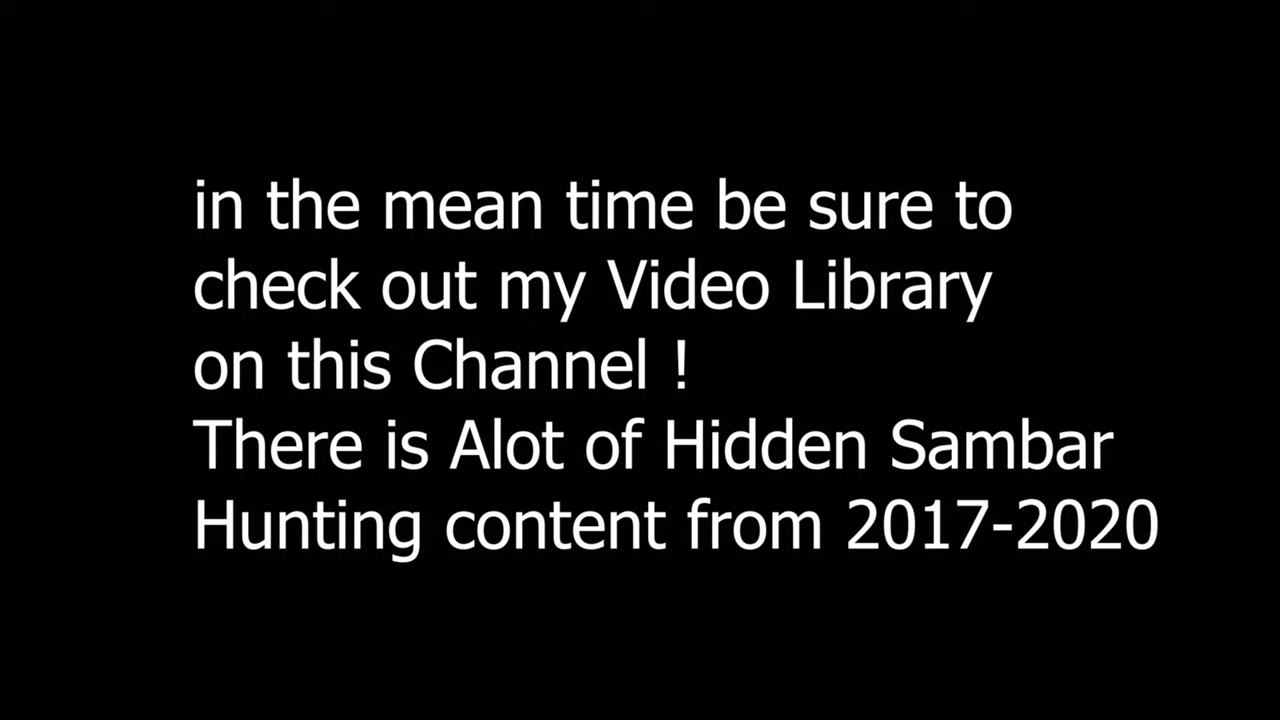 in the mean time be sure to
check out my Video Library
on this Channel !
There is Alot of Hidden Sambar
Hunting content from 2017-2020